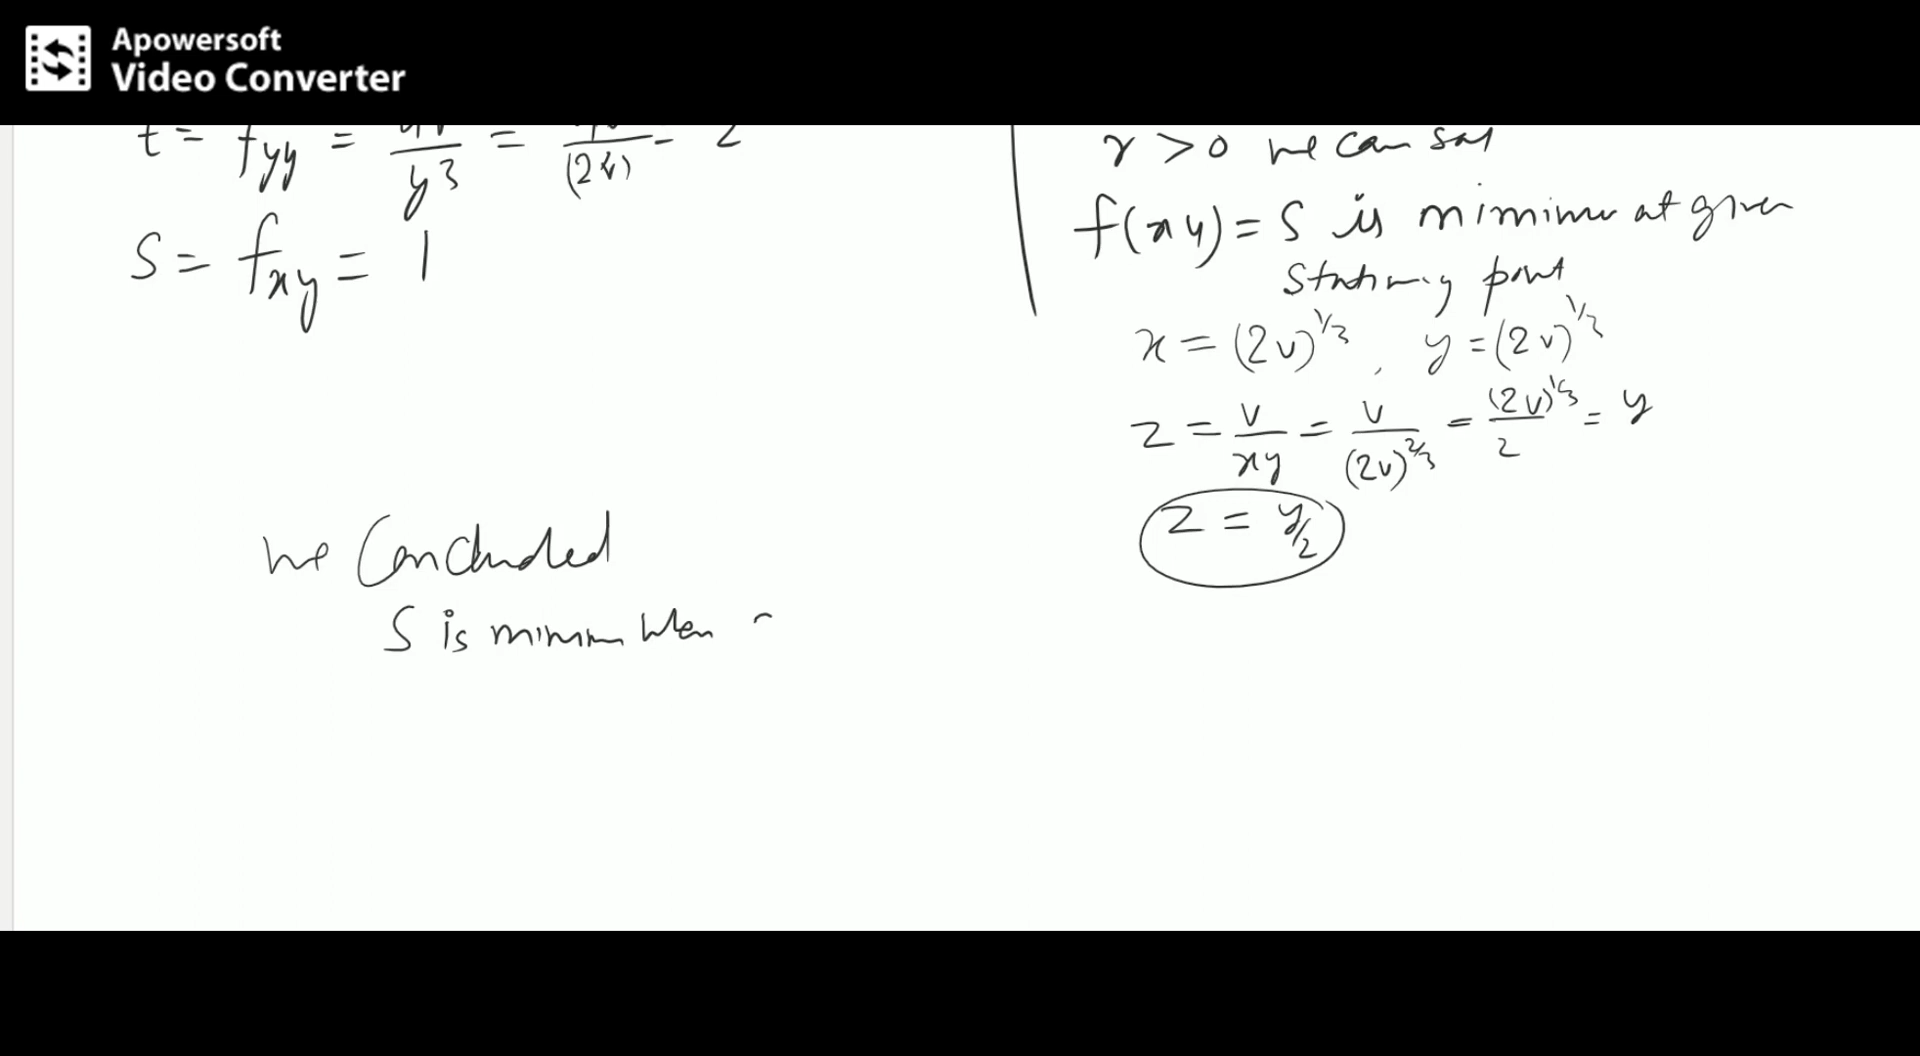 Apowersoft
Video Converter
t = fyy = 4v/y³ = 4v/(2v) = 2
S = fxy = 1
we Concluded
S is minimum when
r > 0 we can say
f(x y) = S is minimum at given
Stationary point
x = (2v)^1/3, y = (2v)^1/3
z = v/xy = v/(2v)^2/3 = (2v)^1/3/2 = y
z = y/2